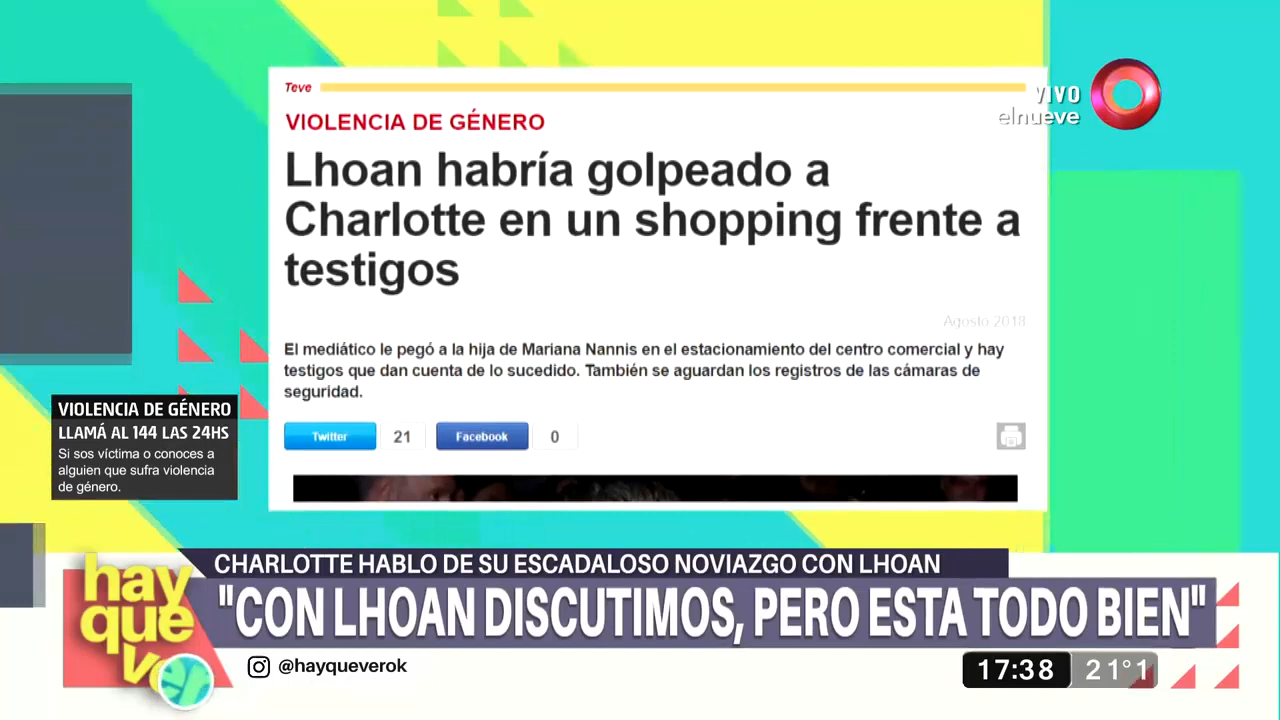 Teve
VIVO
elnueve
VIOLENCIA DE GÉNERO
Lhoan habría golpeado a
Charlotte en un shopping frente a
testigos
Agosto 2018
El mediático le pegó a la hija de Mariana Nannis en el estacionamiento del centro comercial y hay
testigos que dan cuenta de lo sucedido. También se aguardan los registros de las cámaras de
seguridad.
Twitter 21 Facebook 0
VIOLENCIA DE GÉNERO
LLAMÁ AL 144 LAS 24HS
Si sos víctima o conoces a
alguien que sufra violencia
de género.
hay
que
ver
CHARLOTTE HABLO DE SU ESCADALOSO NOVIAZGO CON LHOAN
"CON LHOAN DISCUTIMOS, PERO ESTA TODO BIEN"
@hayqueverok
17:38 21°1